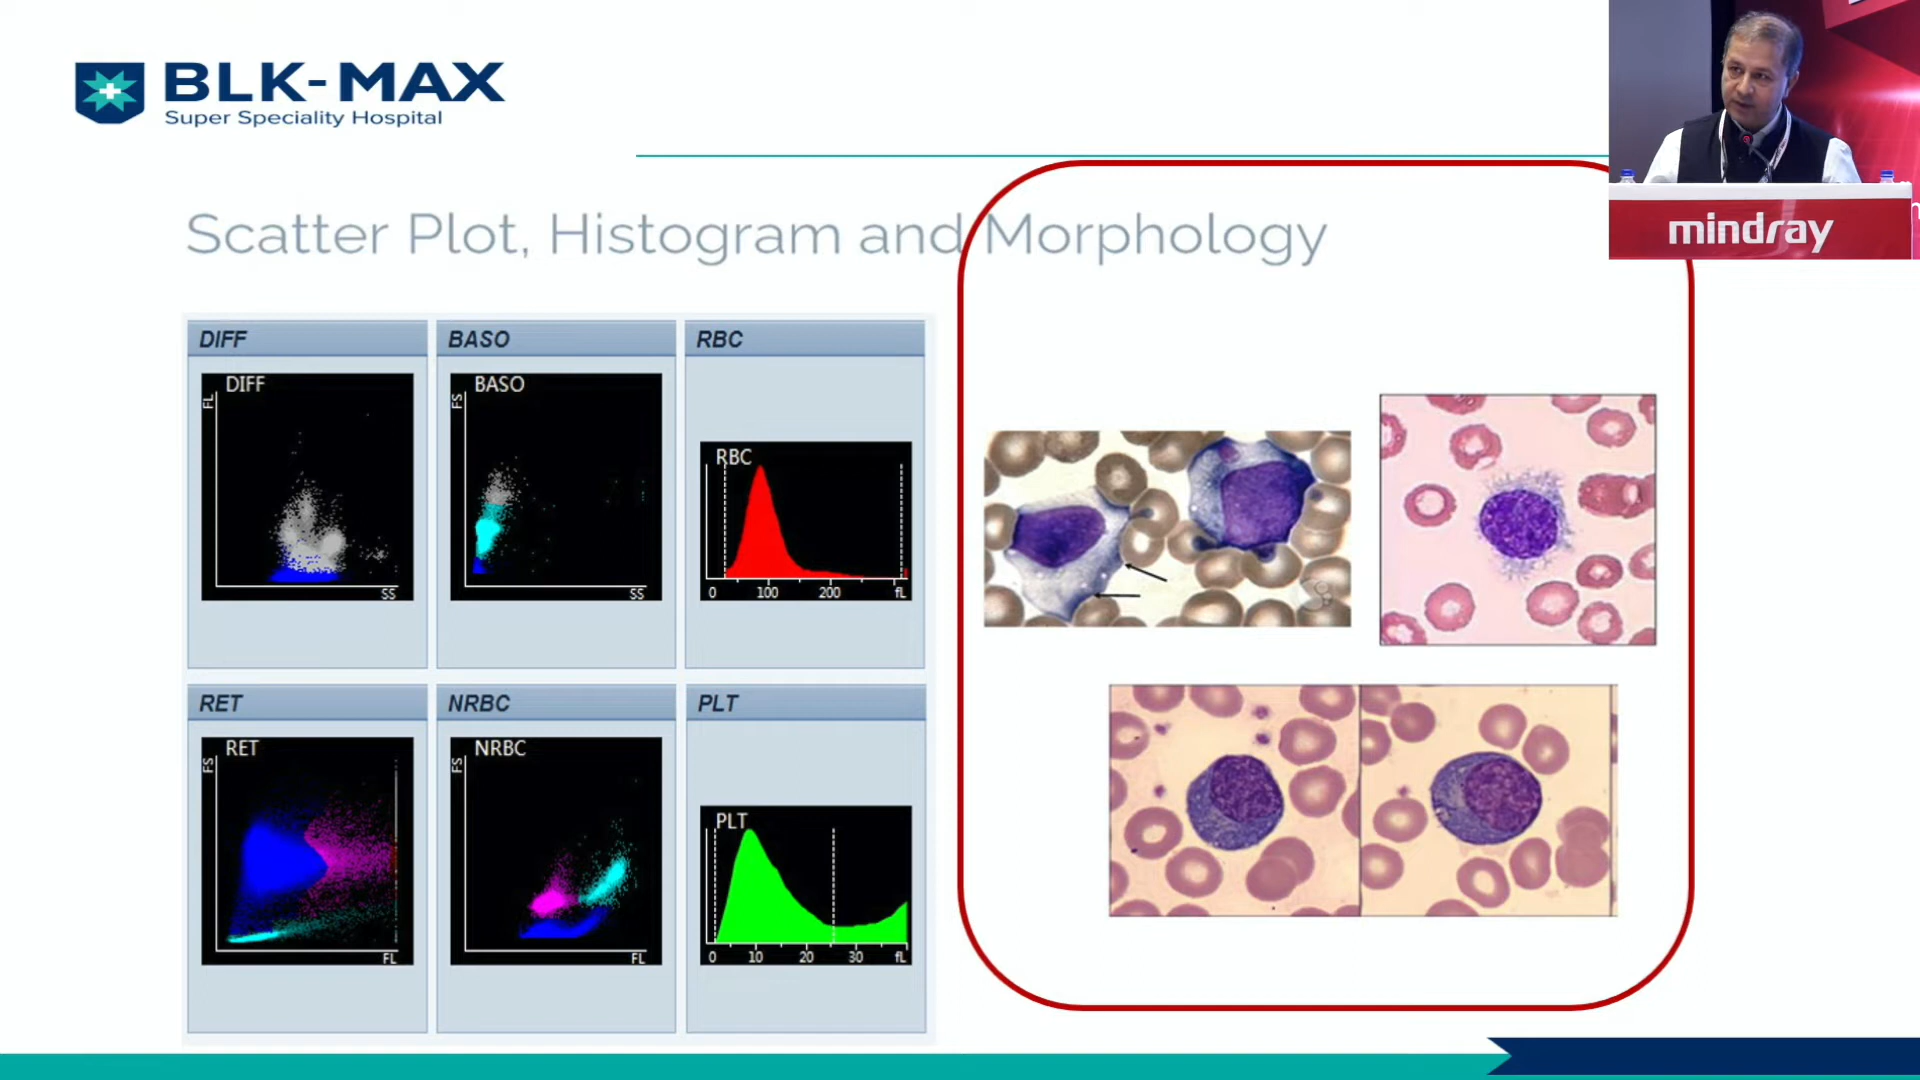 BLK-MAX
Super Speciality Hospital
mindray
Scatter Plot, Histogram and Morphology
DIFF
BASO
RBC
DIFF
FL
SS
BASO
FS
SS
RBC
0 100 200 fL
RET
NRBC
PLT
RET
FS
FL
NRBC
FS
FL
PLT
0 10 20 30 fL